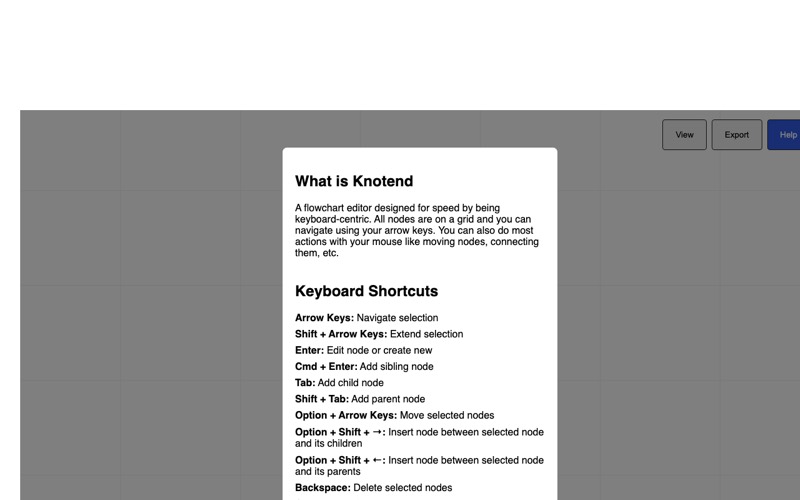 View Export Help
What is Knotend
A flowchart editor designed for speed by being
keyboard-centric. All nodes are on a grid and you can
navigate using your arrow keys. You can also do most
actions with your mouse like moving nodes, connecting
them, etc.
Keyboard Shortcuts
Arrow Keys: Navigate selection
Shift + Arrow Keys: Extend selection
Enter: Edit node or create new
Cmd + Enter: Add sibling node
Tab: Add child node
Shift + Tab: Add parent node
Option + Arrow Keys: Move selected nodes
Option + Shift + →: Insert node between selected node
and its children
Option + Shift + ←: Insert node between selected node
and its parents
Backspace: Delete selected nodes